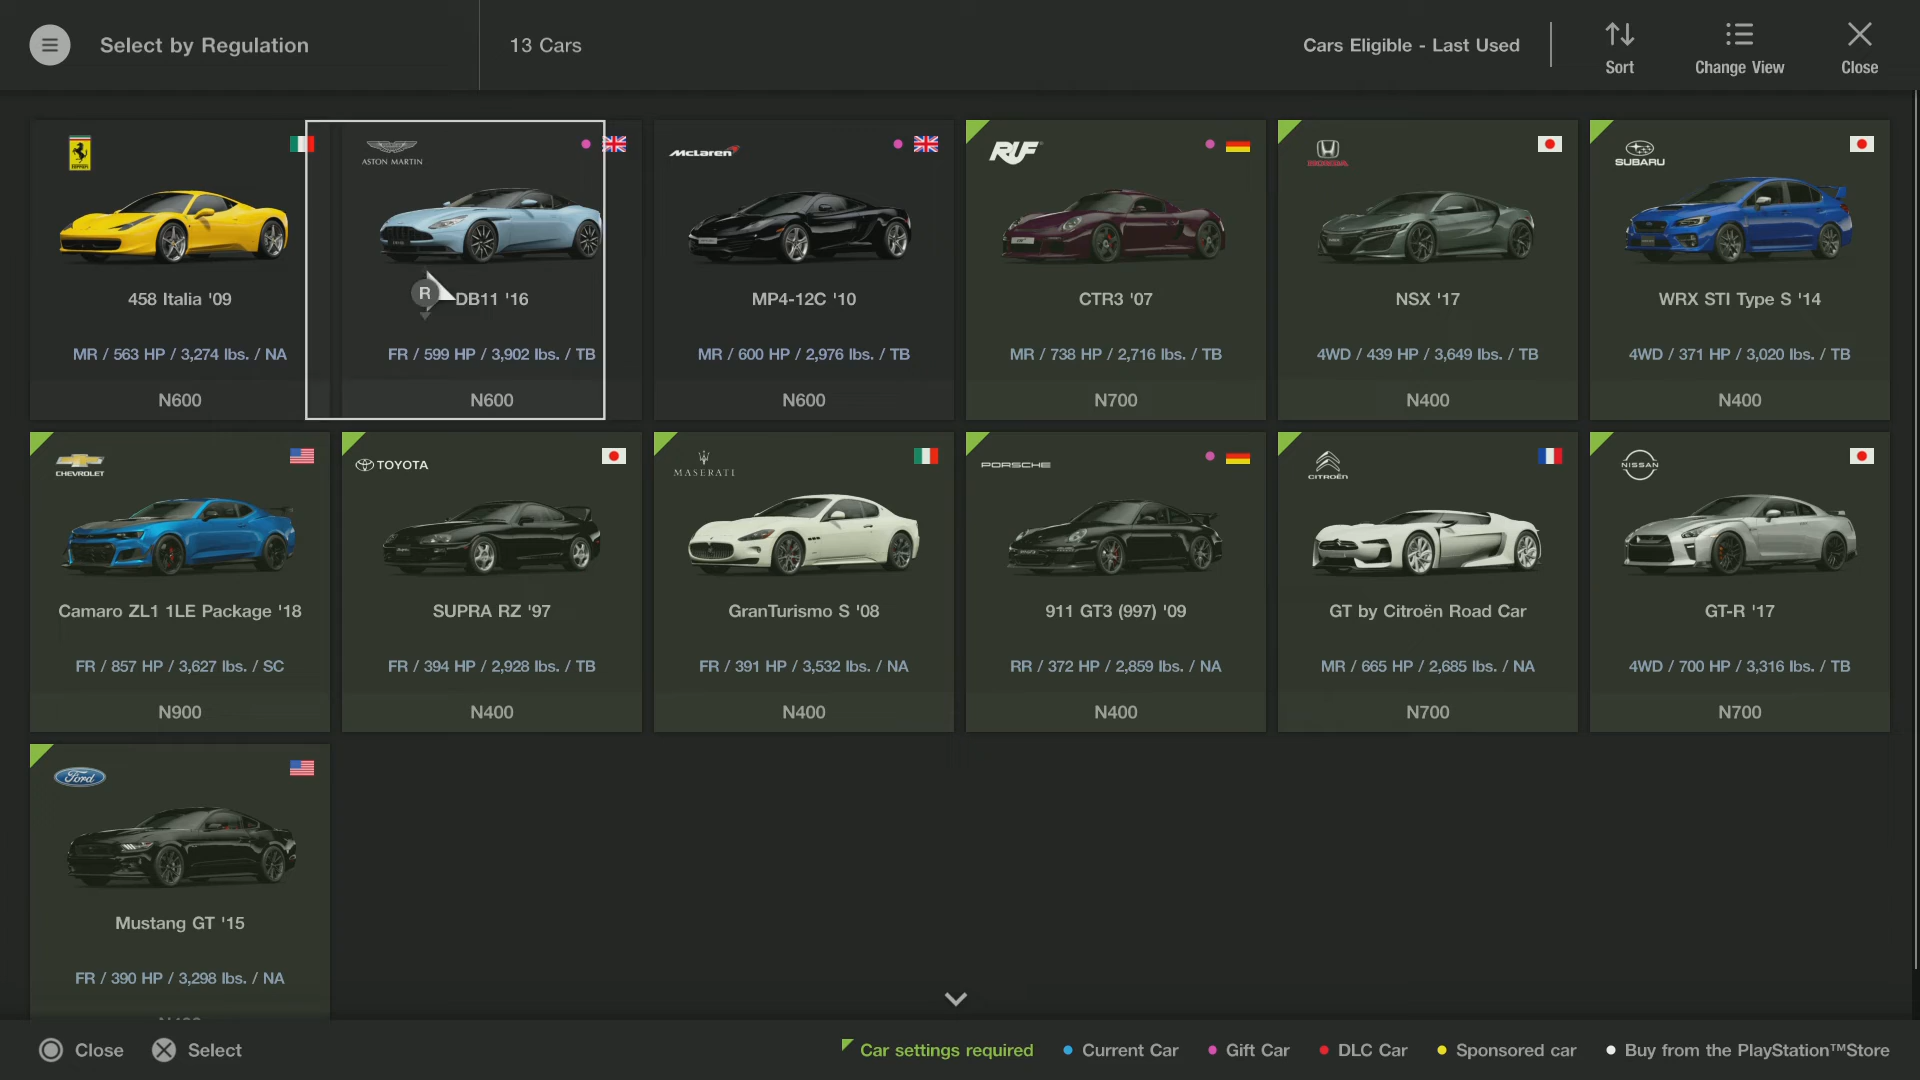 Select by Regulation
13 Cars
Cars Eligible - Last Used
Sort
Change View
Close
Ferrari
458 Italia '09
MR / 563 HP / 3,274 lbs. / NA
N600
ASTON MARTIN
R
DB11 '16
FR / 599 HP / 3,902 lbs. / TB
N600
McLaren
MP4-12C '10
MR / 600 HP / 2,976 lbs. / TB
N600
RUF
CTR3 '07
MR / 738 HP / 2,716 lbs. / TB
N700
HONDA
NSX '17
4WD / 439 HP / 3,649 lbs. / TB
N400
SUBARU
WRX STI Type S '14
4WD / 371 HP / 3,020 lbs. / TB
N400
CHEVROLET
Camaro ZL1 1LE Package '18
FR / 857 HP / 3,627 lbs. / SC
N900
TOYOTA
SUPRA RZ '97
FR / 394 HP / 2,928 lbs. / TB
N400
MASERATI
GranTurismo S '08
FR / 391 HP / 3,532 lbs. / NA
N400
PORSCHE
911 GT3 (997) '09
RR / 372 HP / 2,859 lbs. / NA
N400
CITROËN
GT by Citroën Road Car
MR / 665 HP / 2,685 lbs. / NA
N700
NISSAN
GT-R '17
4WD / 700 HP / 3,316 lbs. / TB
N700
Ford
Mustang GT '15
FR / 390 HP / 3,298 lbs. / NA
Close
Select
Car settings required
Current Car
Gift Car
DLC Car
Sponsored car
Buy from the PlayStation™Store